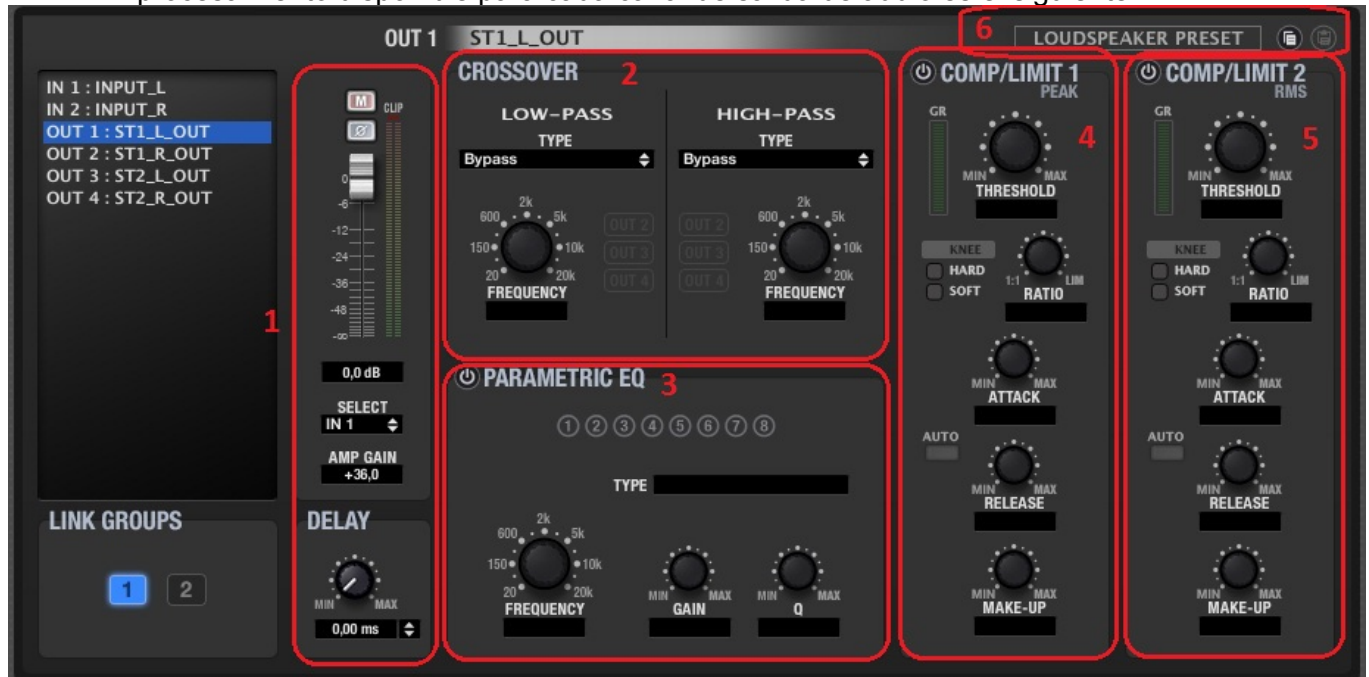 OUT 1 ST1_L_OUT
6 LOUDSPEAKER PRESET
IN 1 : INPUT_L
IN 2 : INPUT_R
OUT 1 : ST1_L_OUT
OUT 2 : ST1_R_OUT
OUT 3 : ST2_L_OUT
OUT 4 : ST2_R_OUT
LINK GROUPS
1 2
1
M CLIP
Ø
0
-6
-12
-24
-36
-48
-∞
0,0 dB
SELECT
IN 1
AMP GAIN
+36,0
DELAY
MIN MAX
0,00 ms
CROSSOVER 2
LOW-PASS
TYPE
Bypass
2k
600 5k
150 10k
20 20k
FREQUENCY
OUT 2
OUT 3
OUT 4
HIGH-PASS
TYPE
Bypass
OUT 2
OUT 3
OUT 4
2k
600 5k
150 10k
20 20k
FREQUENCY
PARAMETRIC EQ 3
1 2 3 4 5 6 7 8
TYPE
2k
600 5k
150 10k
20 20k
FREQUENCY
MIN MAX
GAIN
MIN MAX
Q
COMP/LIMIT 1
PEAK
GR
4
MIN MAX
THRESHOLD
KNEE
HARD
SOFT
1:1 LIM
RATIO
MIN MAX
ATTACK
AUTO
MIN MAX
RELEASE
MIN MAX
MAKE-UP
COMP/LIMIT 2
RMS
GR
5
MIN MAX
THRESHOLD
KNEE
HARD
SOFT
1:1 LIM
RATIO
MIN MAX
ATTACK
AUTO
MIN MAX
RELEASE
MIN MAX
MAKE-UP